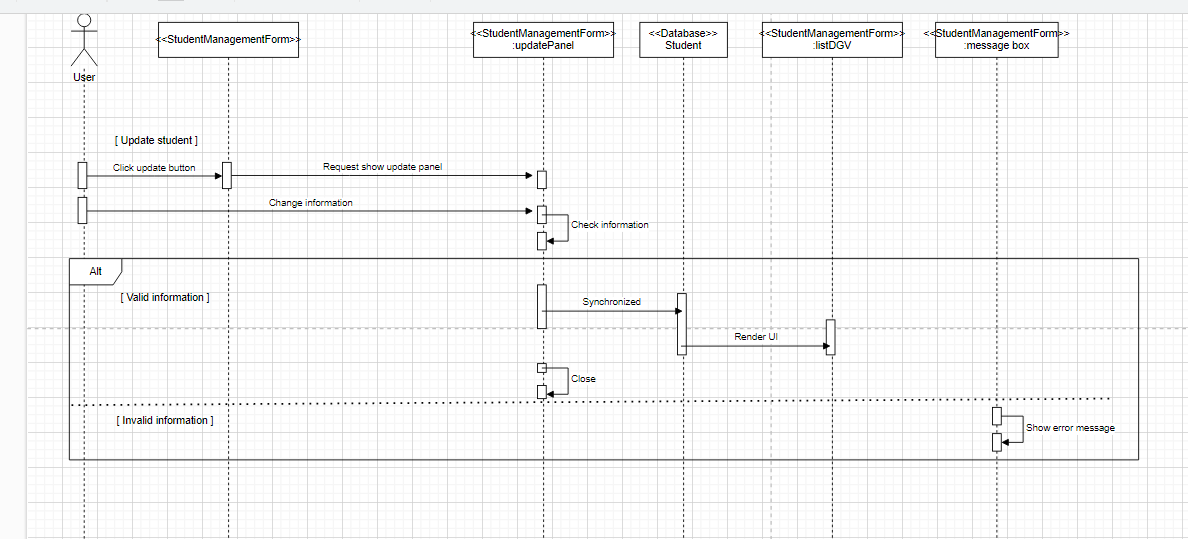 <<StudentManagementForm>>
<<StudentManagementForm>>
:updatePanel
<<Database>>
Student
<<StudentManagementForm>>
:listDGV
<<StudentManagementForm>>
:message box
User
[ Update student ]
Click update button
Request show update panel
Change information
Check information
Alt
[ Valid information ]
Synchronized
Render UI
Close
[ Invalid information ]
Show error message